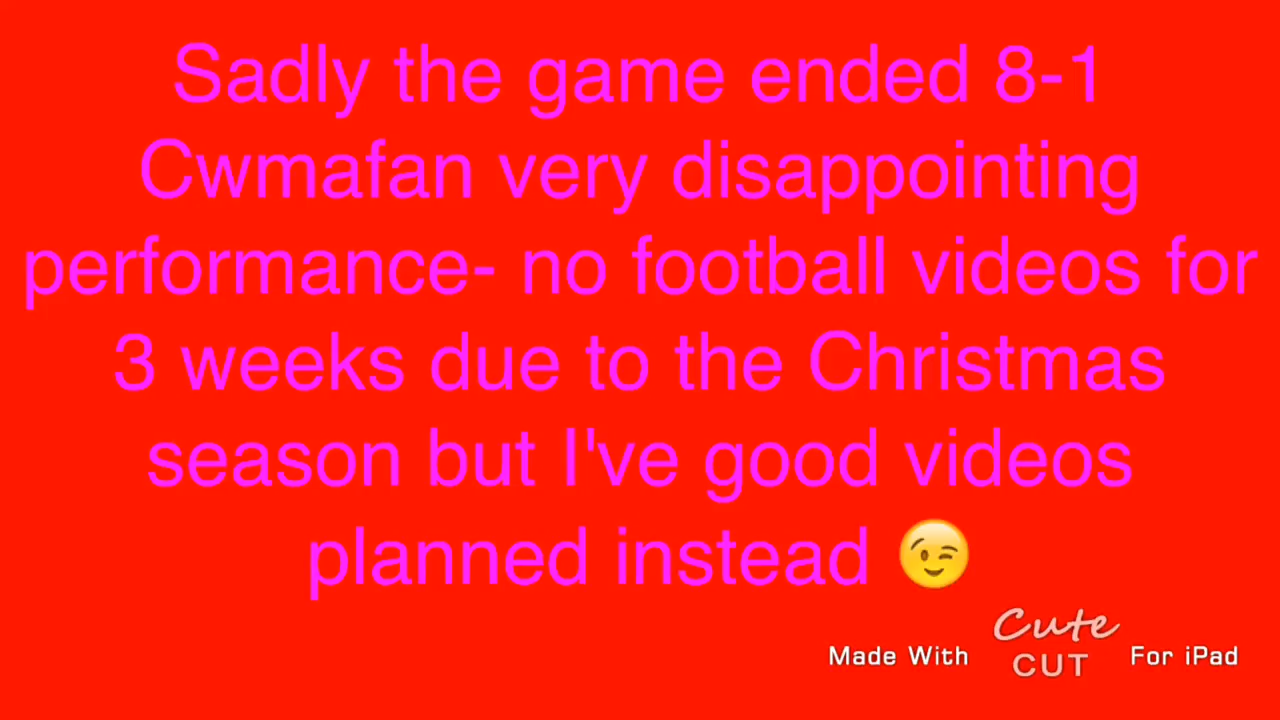 Sadly the game ended 8-1
Cwmafan very disappointing
performance- no football videos for
3 weeks due to the Christmas
season but I've good videos
planned instead 😉
Made With Cute CUT For iPad